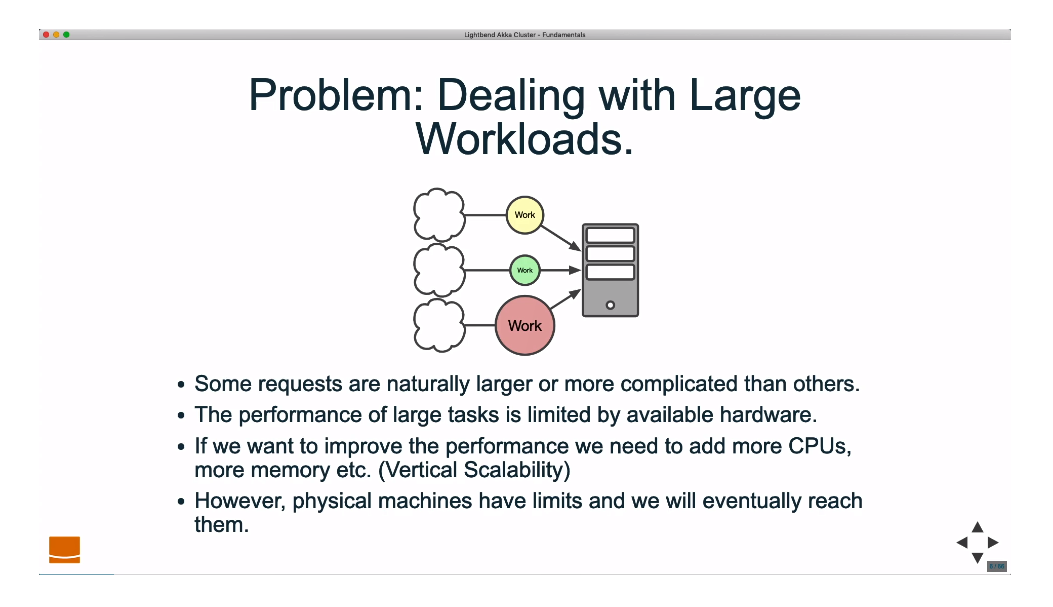 Lightbend Akka Cluster - Fundamentals
Problem: Dealing with Large
Workloads.
Work
Work
Work
• Some requests are naturally larger or more complicated than others.
• The performance of large tasks is limited by available hardware.
• If we want to improve the performance we need to add more CPUs,
more memory etc. (Vertical Scalability)
• However, physical machines have limits and we will eventually reach
them.